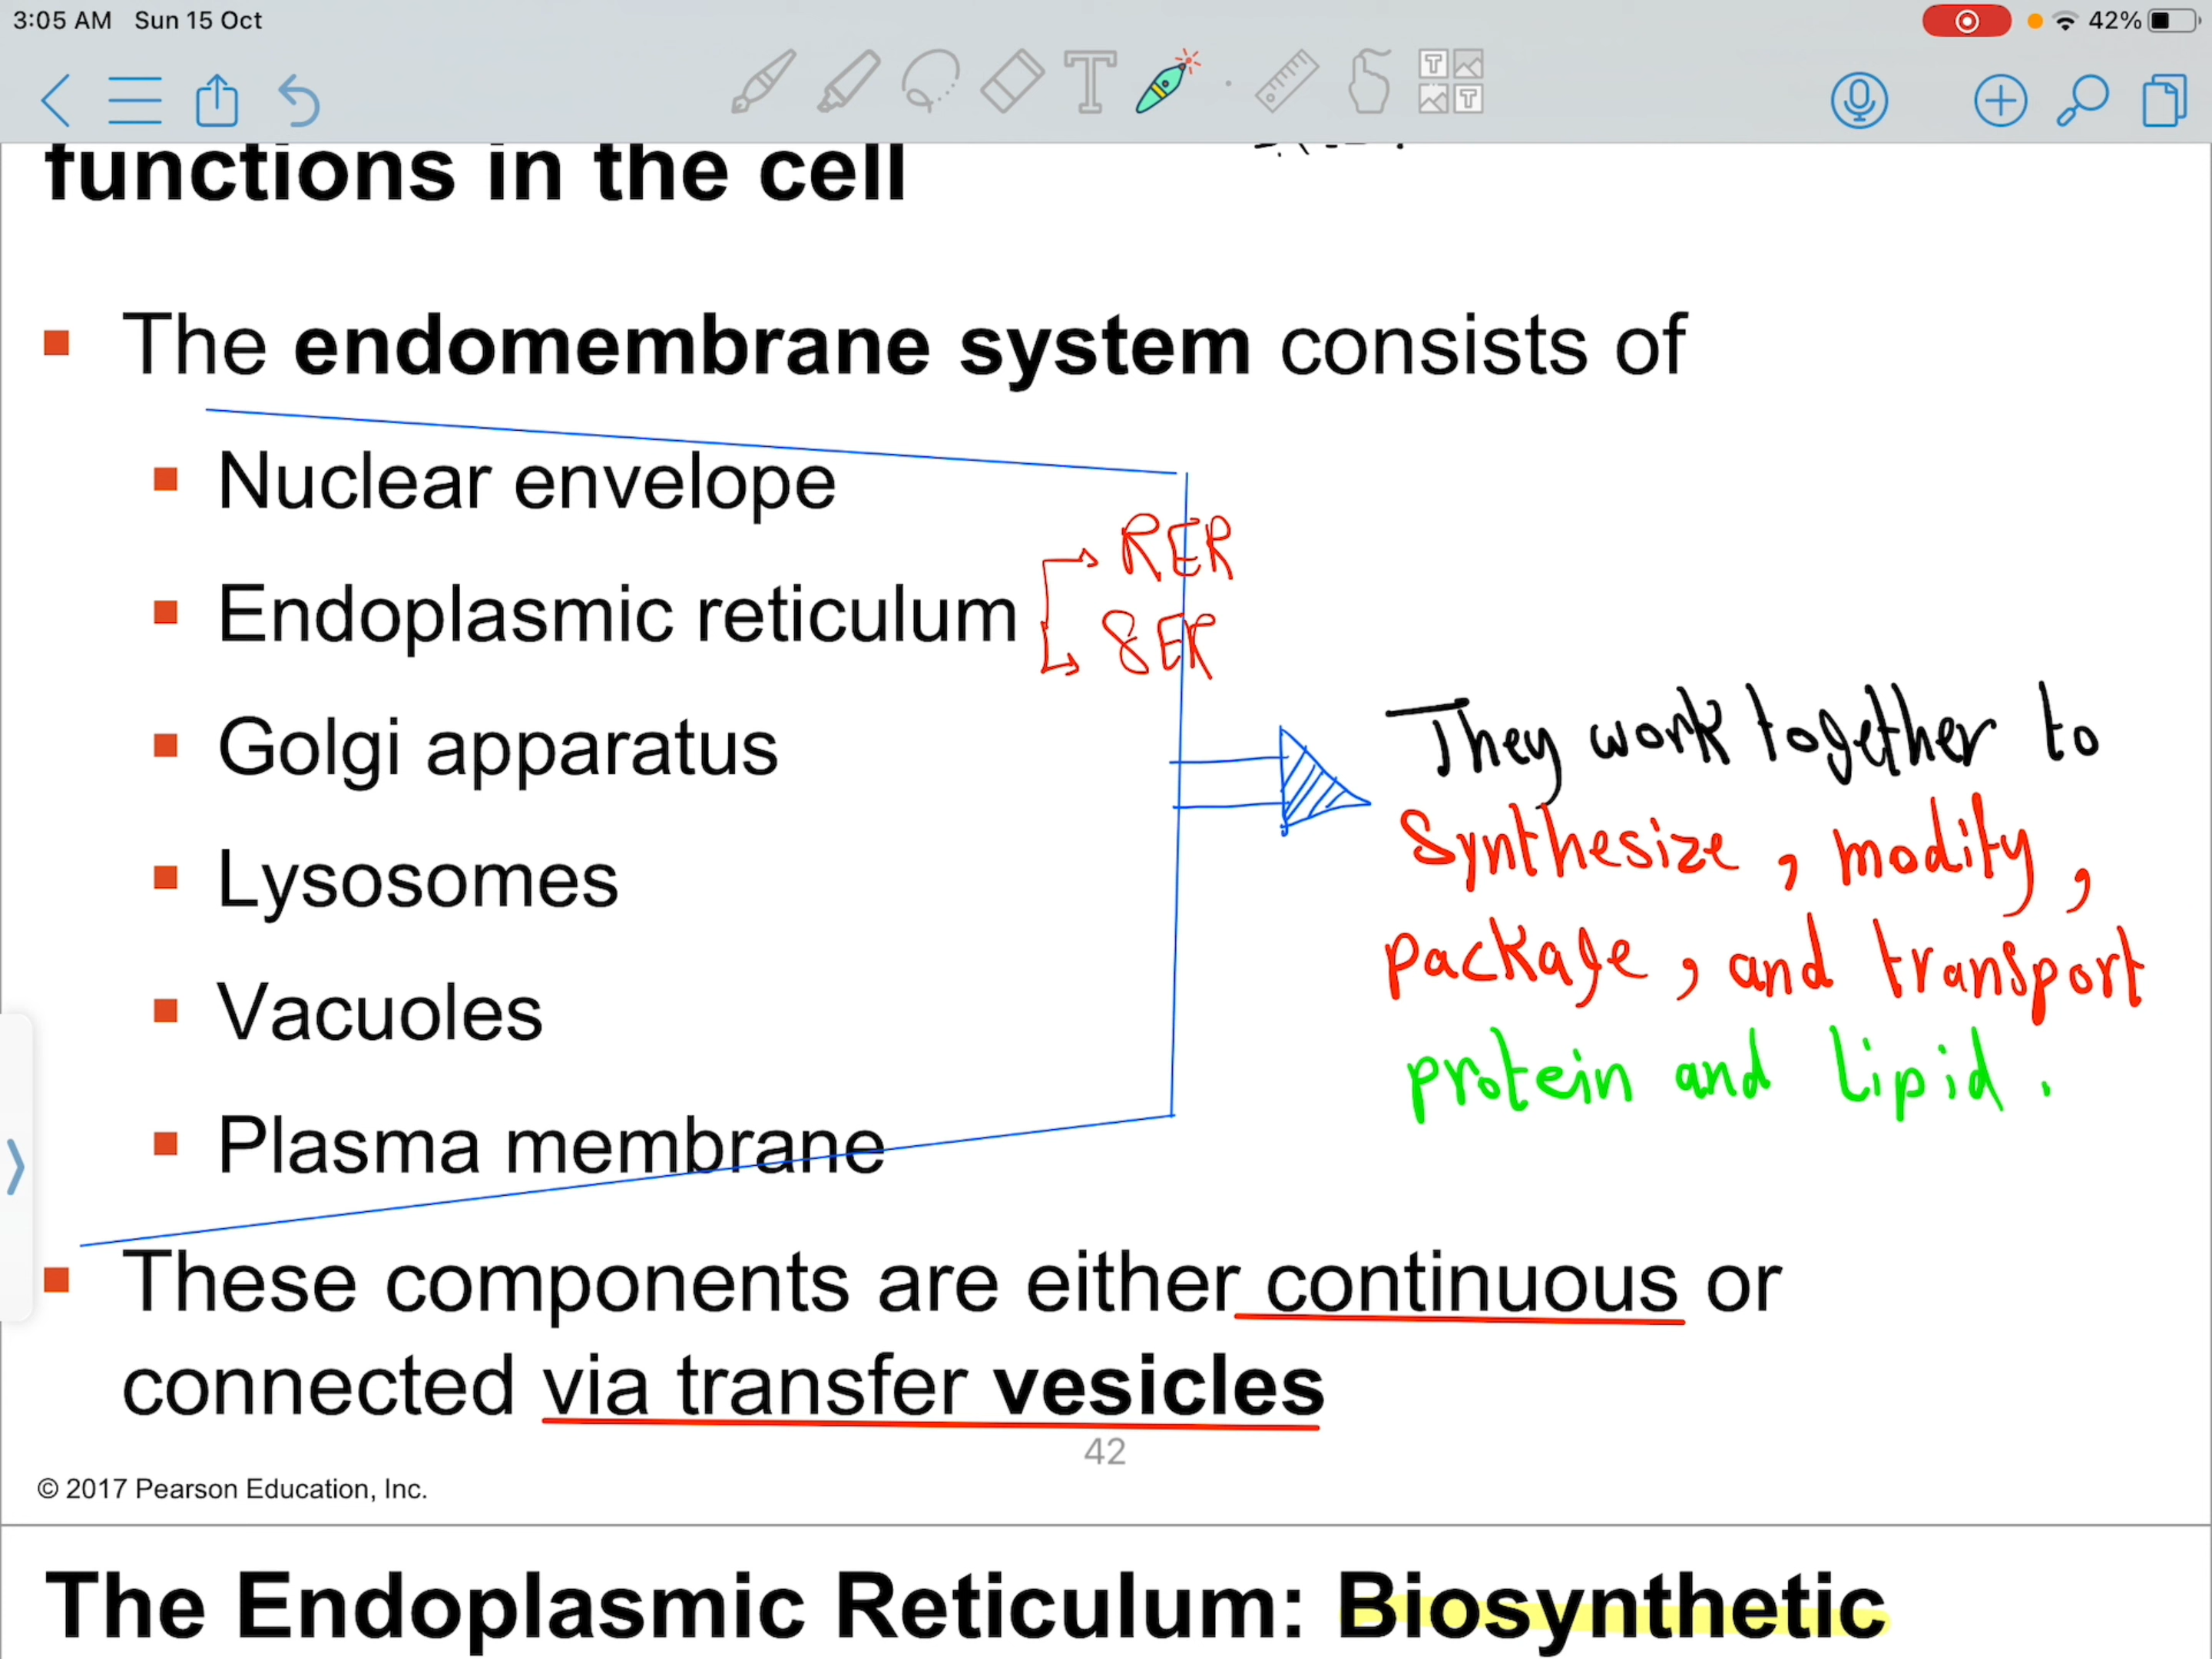 3:05 AM Sun 15 Oct
42%
functions in the cell
The endomembrane system consists of
Nuclear envelope
RER
Endoplasmic reticulum
SER
Golgi apparatus
They work together to
Synthesize, modify,
Lysosomes
package, and transport
Vacuoles
protein and lipid.
Plasma membrane
These components are either continuous or
connected via transfer vesicles
42
© 2017 Pearson Education, Inc.
The Endoplasmic Reticulum: Biosynthetic